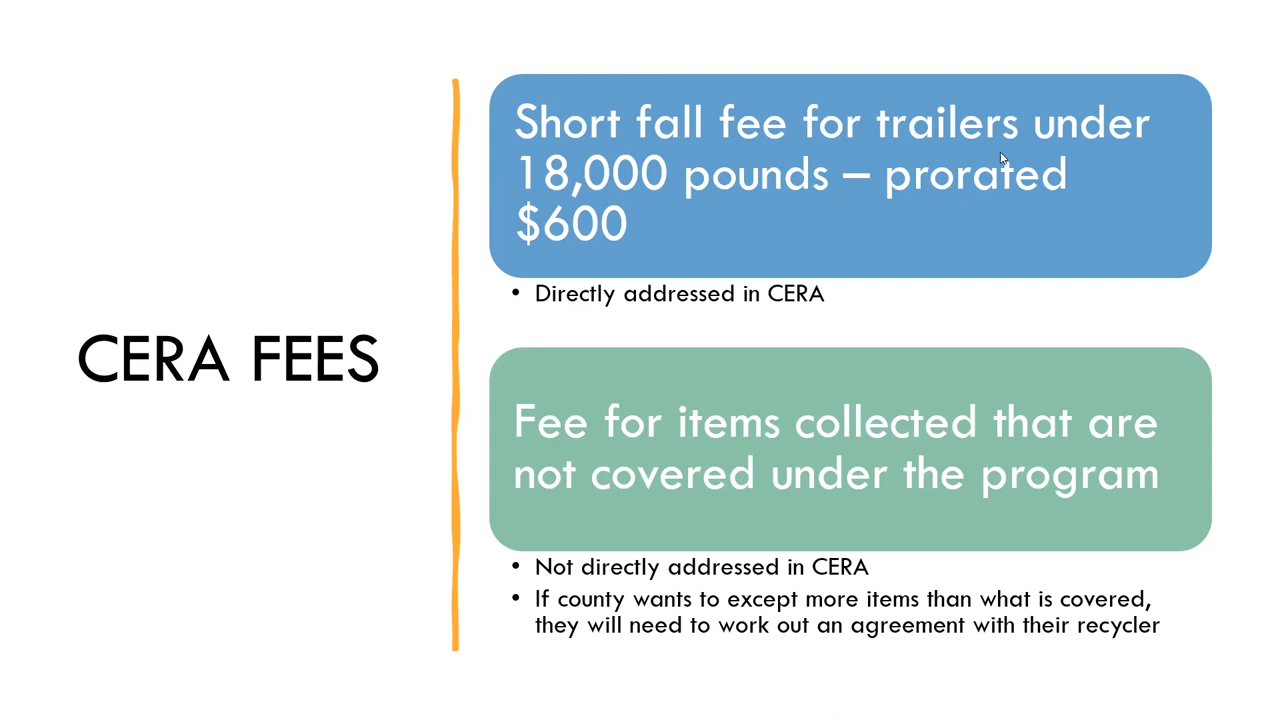 CERA FEES
Short fall fee for trailers under
18,000 pounds – prorated
$600
• Directly addressed in CERA
Fee for items collected that are
not covered under the program
• Not directly addressed in CERA
• If county wants to except more items than what is covered,
they will need to work out an agreement with their recycler